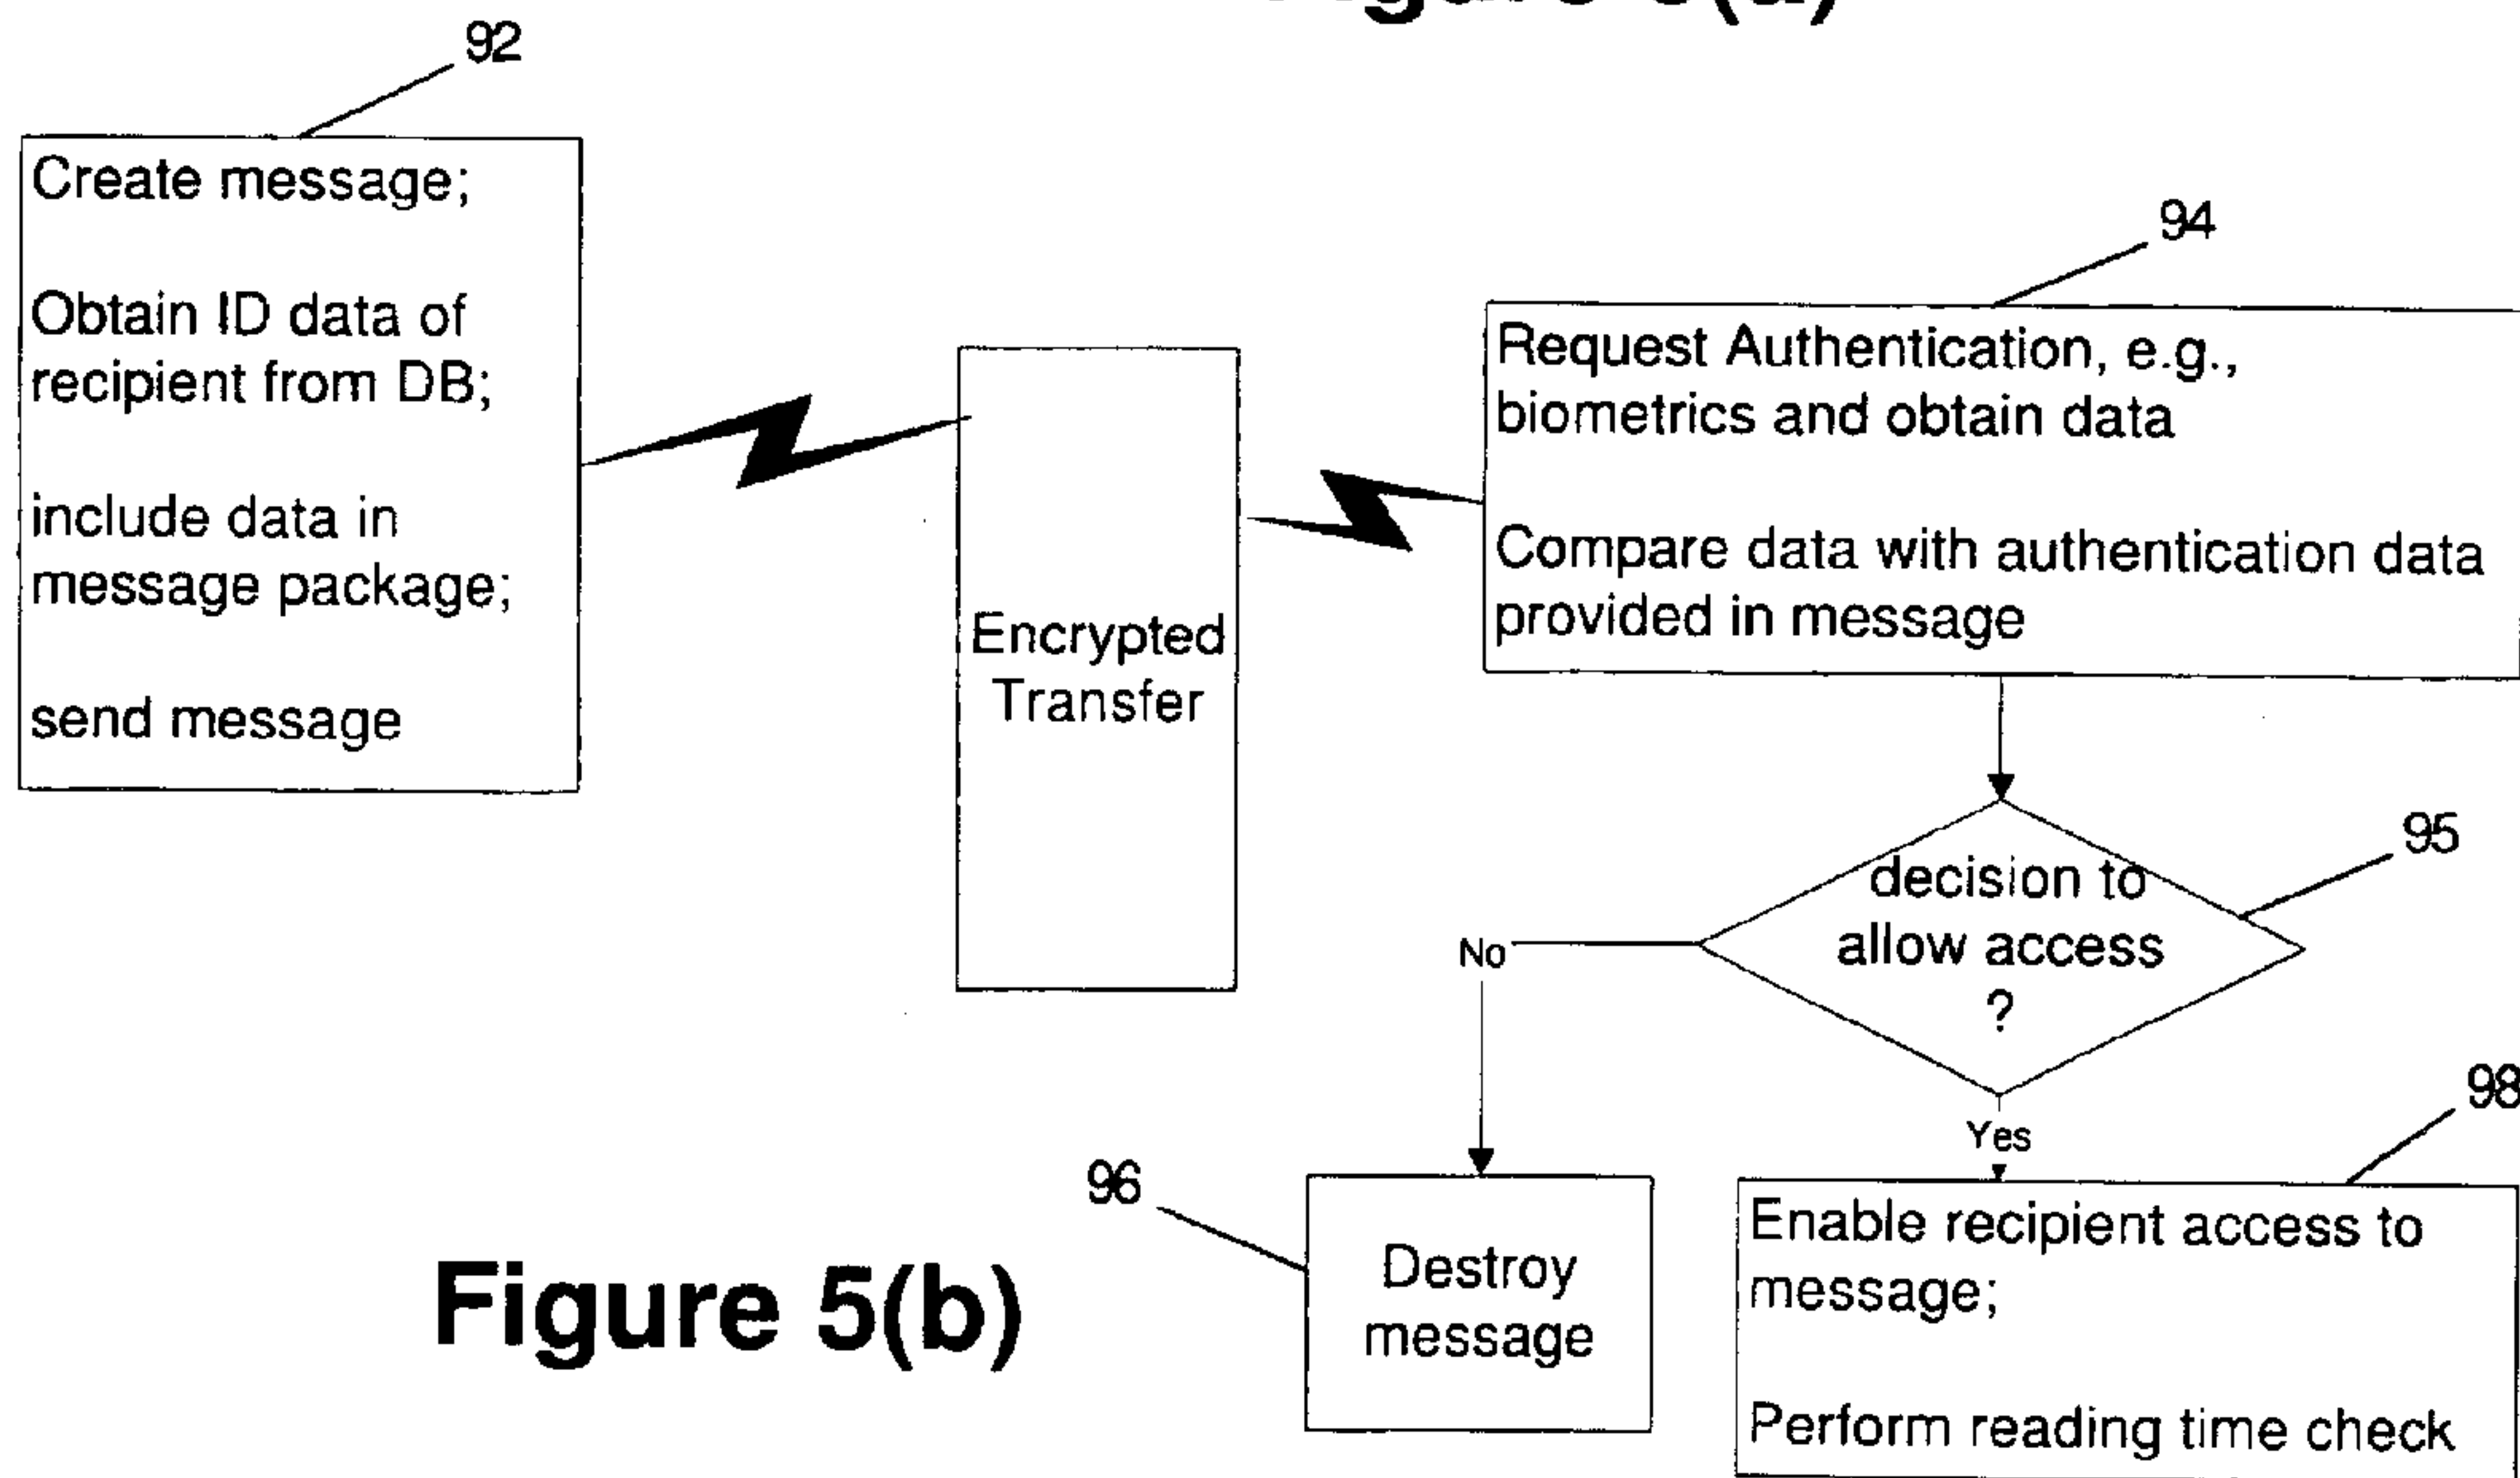 92
Create message;
Obtain ID data of
recipient from DB;
include data in
message package;
send message
Encrypted
Transfer
94
Request Authentication, e.g.,
biometrics and obtain data
Compare data with authentication data
provided in message
95
decision to
allow access
?
No
Yes
96
Destroy
message
98
Enable recipient access to
message;
Perform reading time check
Figure 5(b)